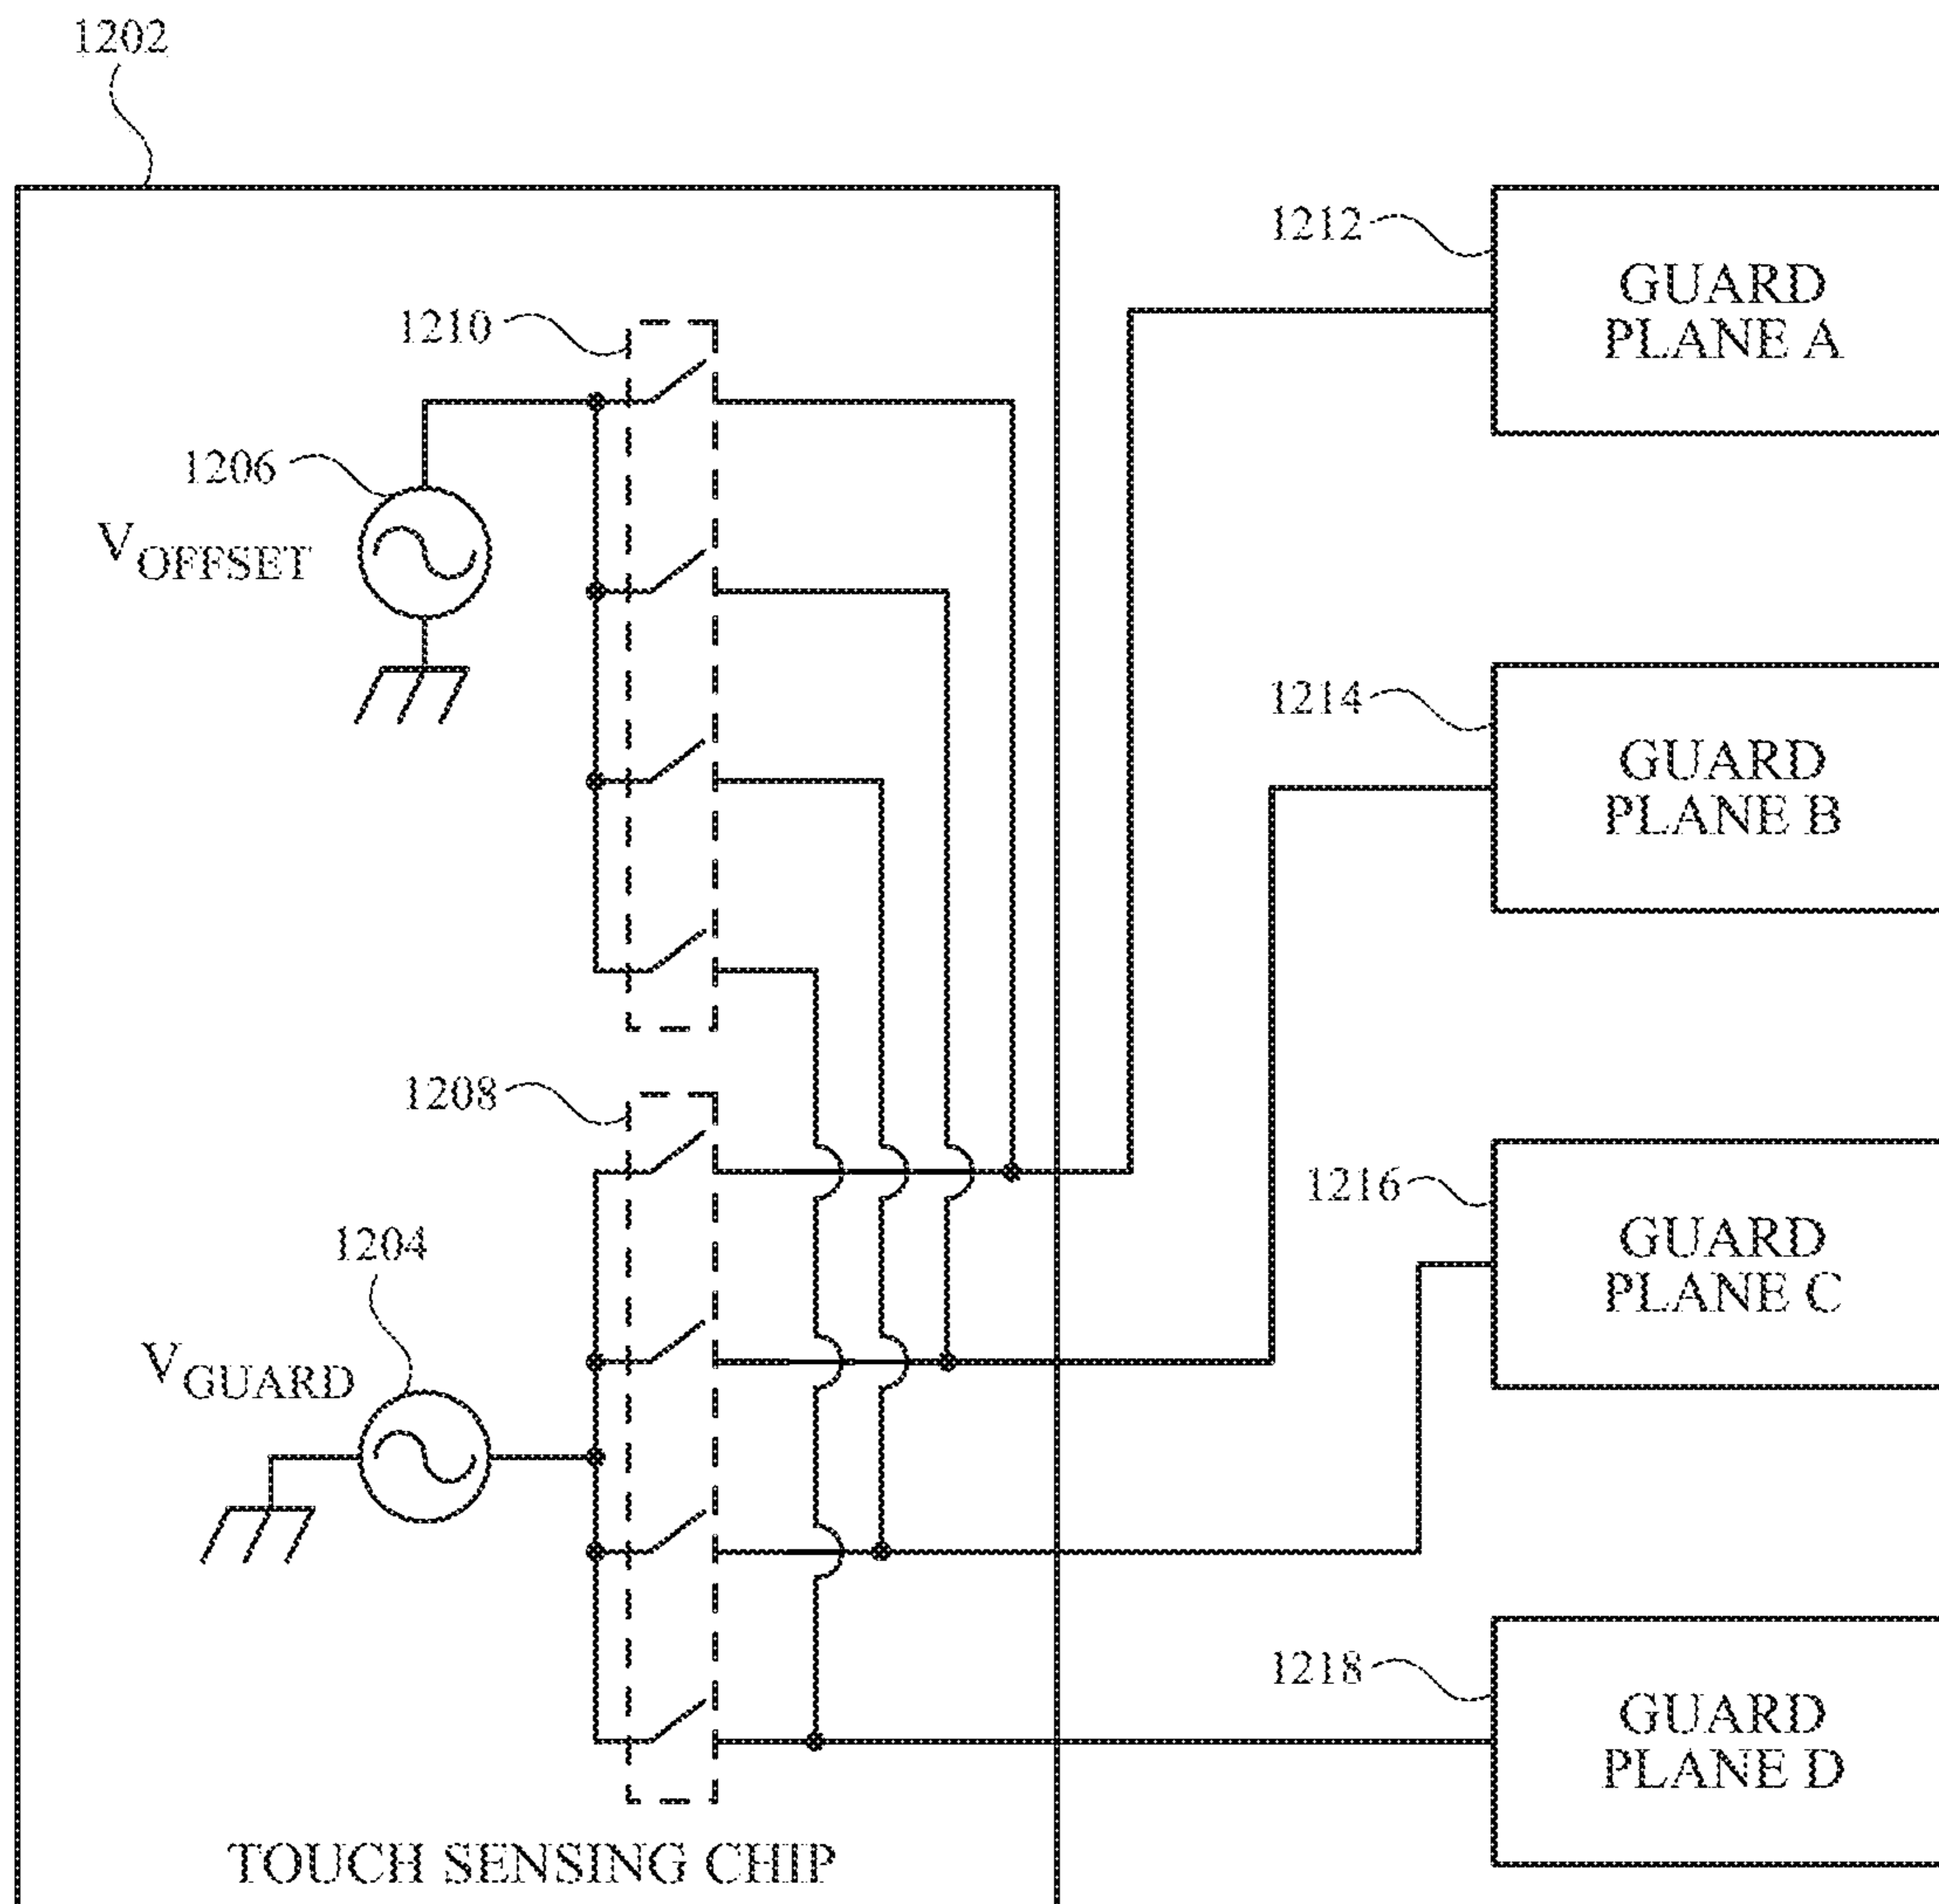 1202
1212
GUARD
PLANE A
1210
1206
VOFFSET
1214
GUARD
PLANE B
1208
1216
GUARD
PLANE C
1204
VGUARD
1218
GUARD
PLANE D
TOUCH SENSING CHIP